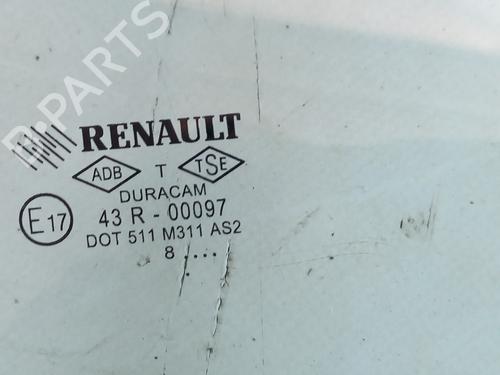 B-PARTS
RENAULT
ADB T TSE
DURACAM
E17 43 R - 00097
DOT 511 M311 AS2
8 ....